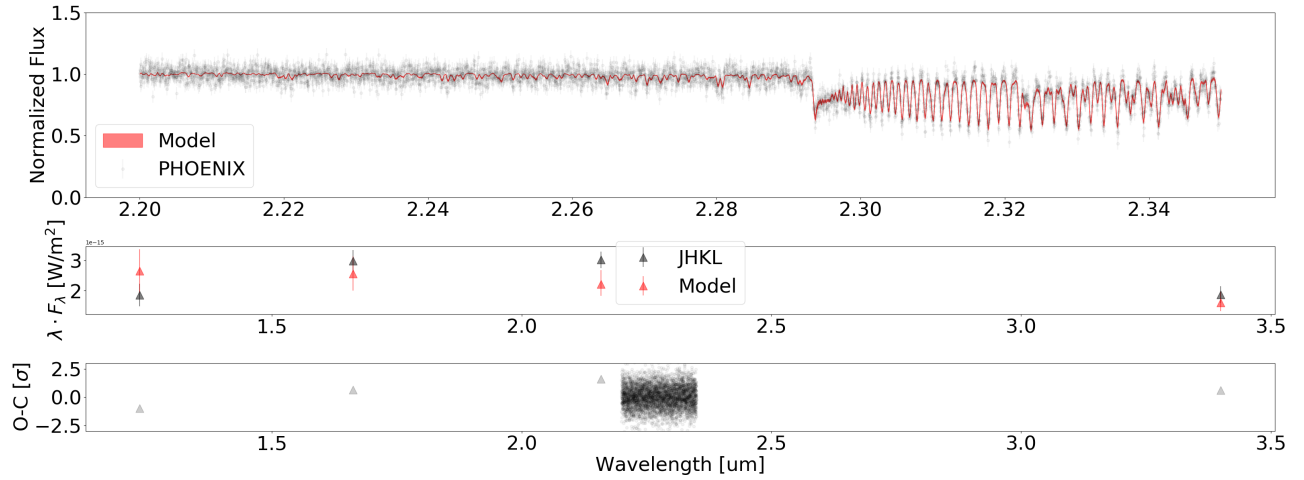 Normalized Flux
1.5
1.0
0.5
0.0
Model
PHOENIX
2.20 2.22 2.24 2.26 2.28 2.30 2.32 2.34
λ · Fλ [W/m²]
1e−15
3
2
JHKL
Model
1.5 2.0 2.5 3.0 3.5
O-C [σ]
2.5
0.0
−2.5
1.5 2.0 2.5 3.0 3.5
Wavelength [um]